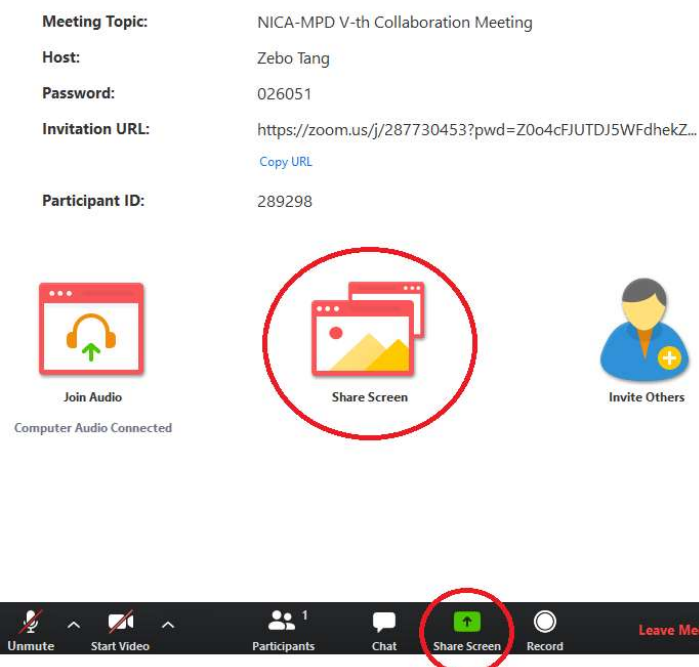 Meeting Topic: NICA-MPD V-th Collaboration Meeting
Host: Zebo Tang
Password: 026051
Invitation URL: https://zoom.us/j/287730453?pwd=Z0o4cFJUTDJ5WFdhekZ...
Copy URL
Participant ID: 289298
Join Audio Share Screen Invite Others
Computer Audio Connected
1
Unmute Start Video Participants Chat Share Screen Record Leave Me